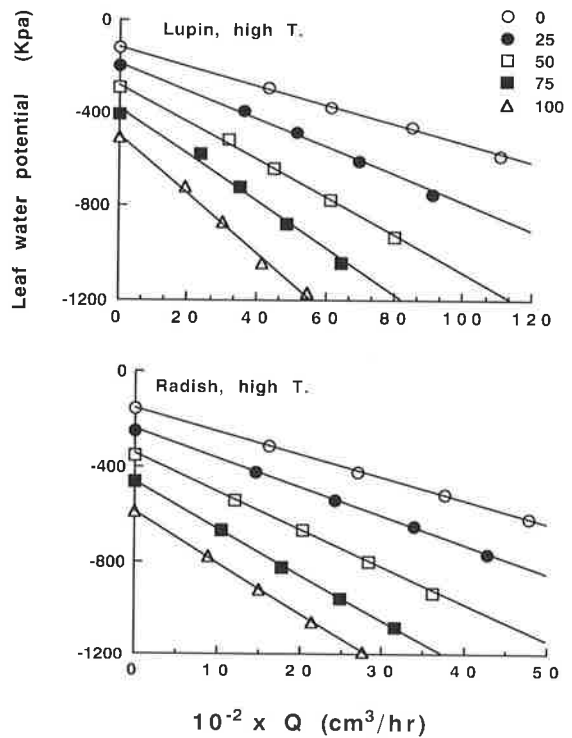 Leaf water potential (Kpa)
Lupin, high T.
0
-400
-800
-1200
0 20 40 60 80 100 120
0
25
50
75
100
Radish, high T.
0
-400
-800
-1200
0 10 20 30 40 50
10⁻² x Q (cm³/hr)